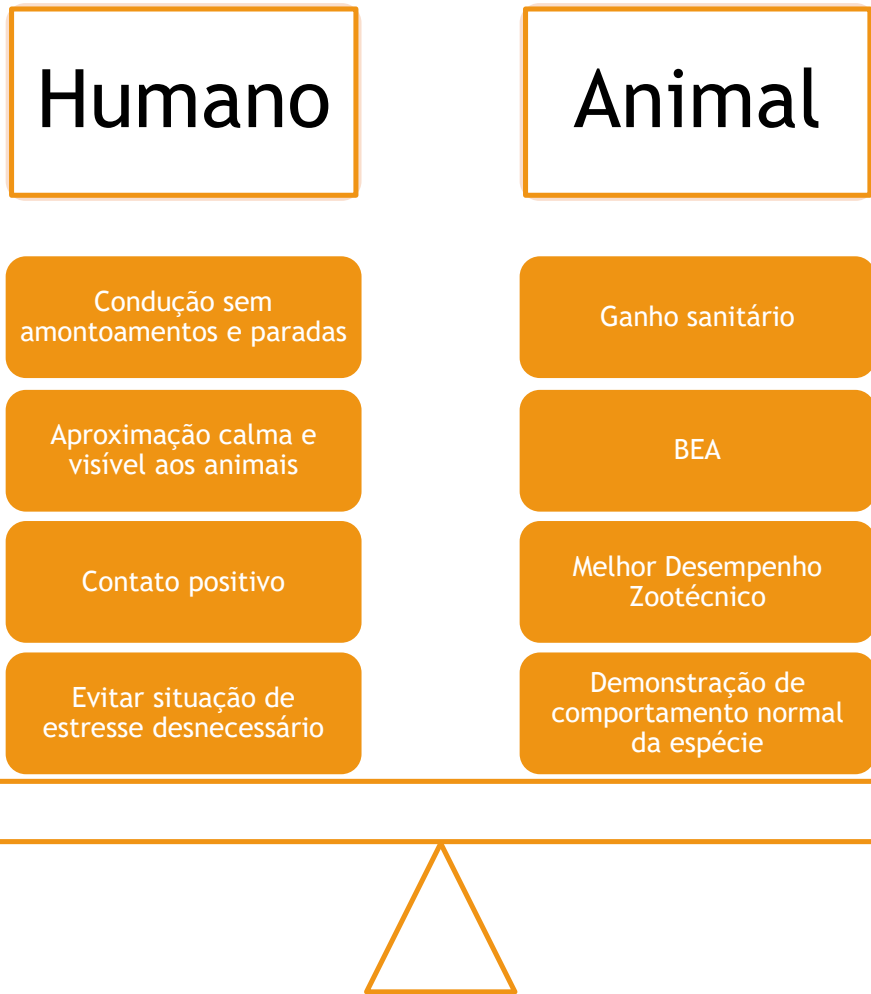 Humano
Condução sem
amontoamentos e paradas
Aproximação calma e
visível aos animais
Contato positivo
Evitar situação de
estresse desnecessário
Animal
Ganho sanitário
BEA
Melhor Desempenho
Zootécnico
Demonstração de
comportamento normal
da espécie